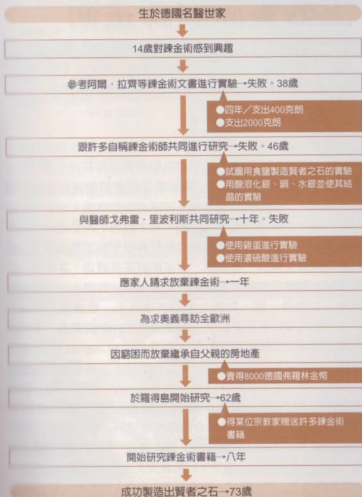 生於德國名醫世家
14歲對鍊金術感到興趣
參考阿爾‧拉齊等鍊金術文書進行實驗→失敗。38歲
●四年／支出400克朗
●支出2000克朗
跟許多自稱鍊金術師共同進行研究→失敗。46歲
●試圖用食鹽製造賢者之石的實驗
●用酸溶化銀、銅、水銀並使其結
晶的實驗
與醫師戈弗雷‧里波利斯共同研究→十年。失敗
●使用雞蛋進行實驗
●使用濃硫酸進行實驗
應家人請求放棄鍊金術→一年
為求奧義尋訪全歐洲
因窮困而放棄繼承自父親的房地產
●賣得8000德國弗羅林金幣
於羅得島開始研究→62歲
●得某位宗教家贈送許多鍊金術
書籍
開始研究鍊金術書籍→八年
成功製造出賢者之石→73歲